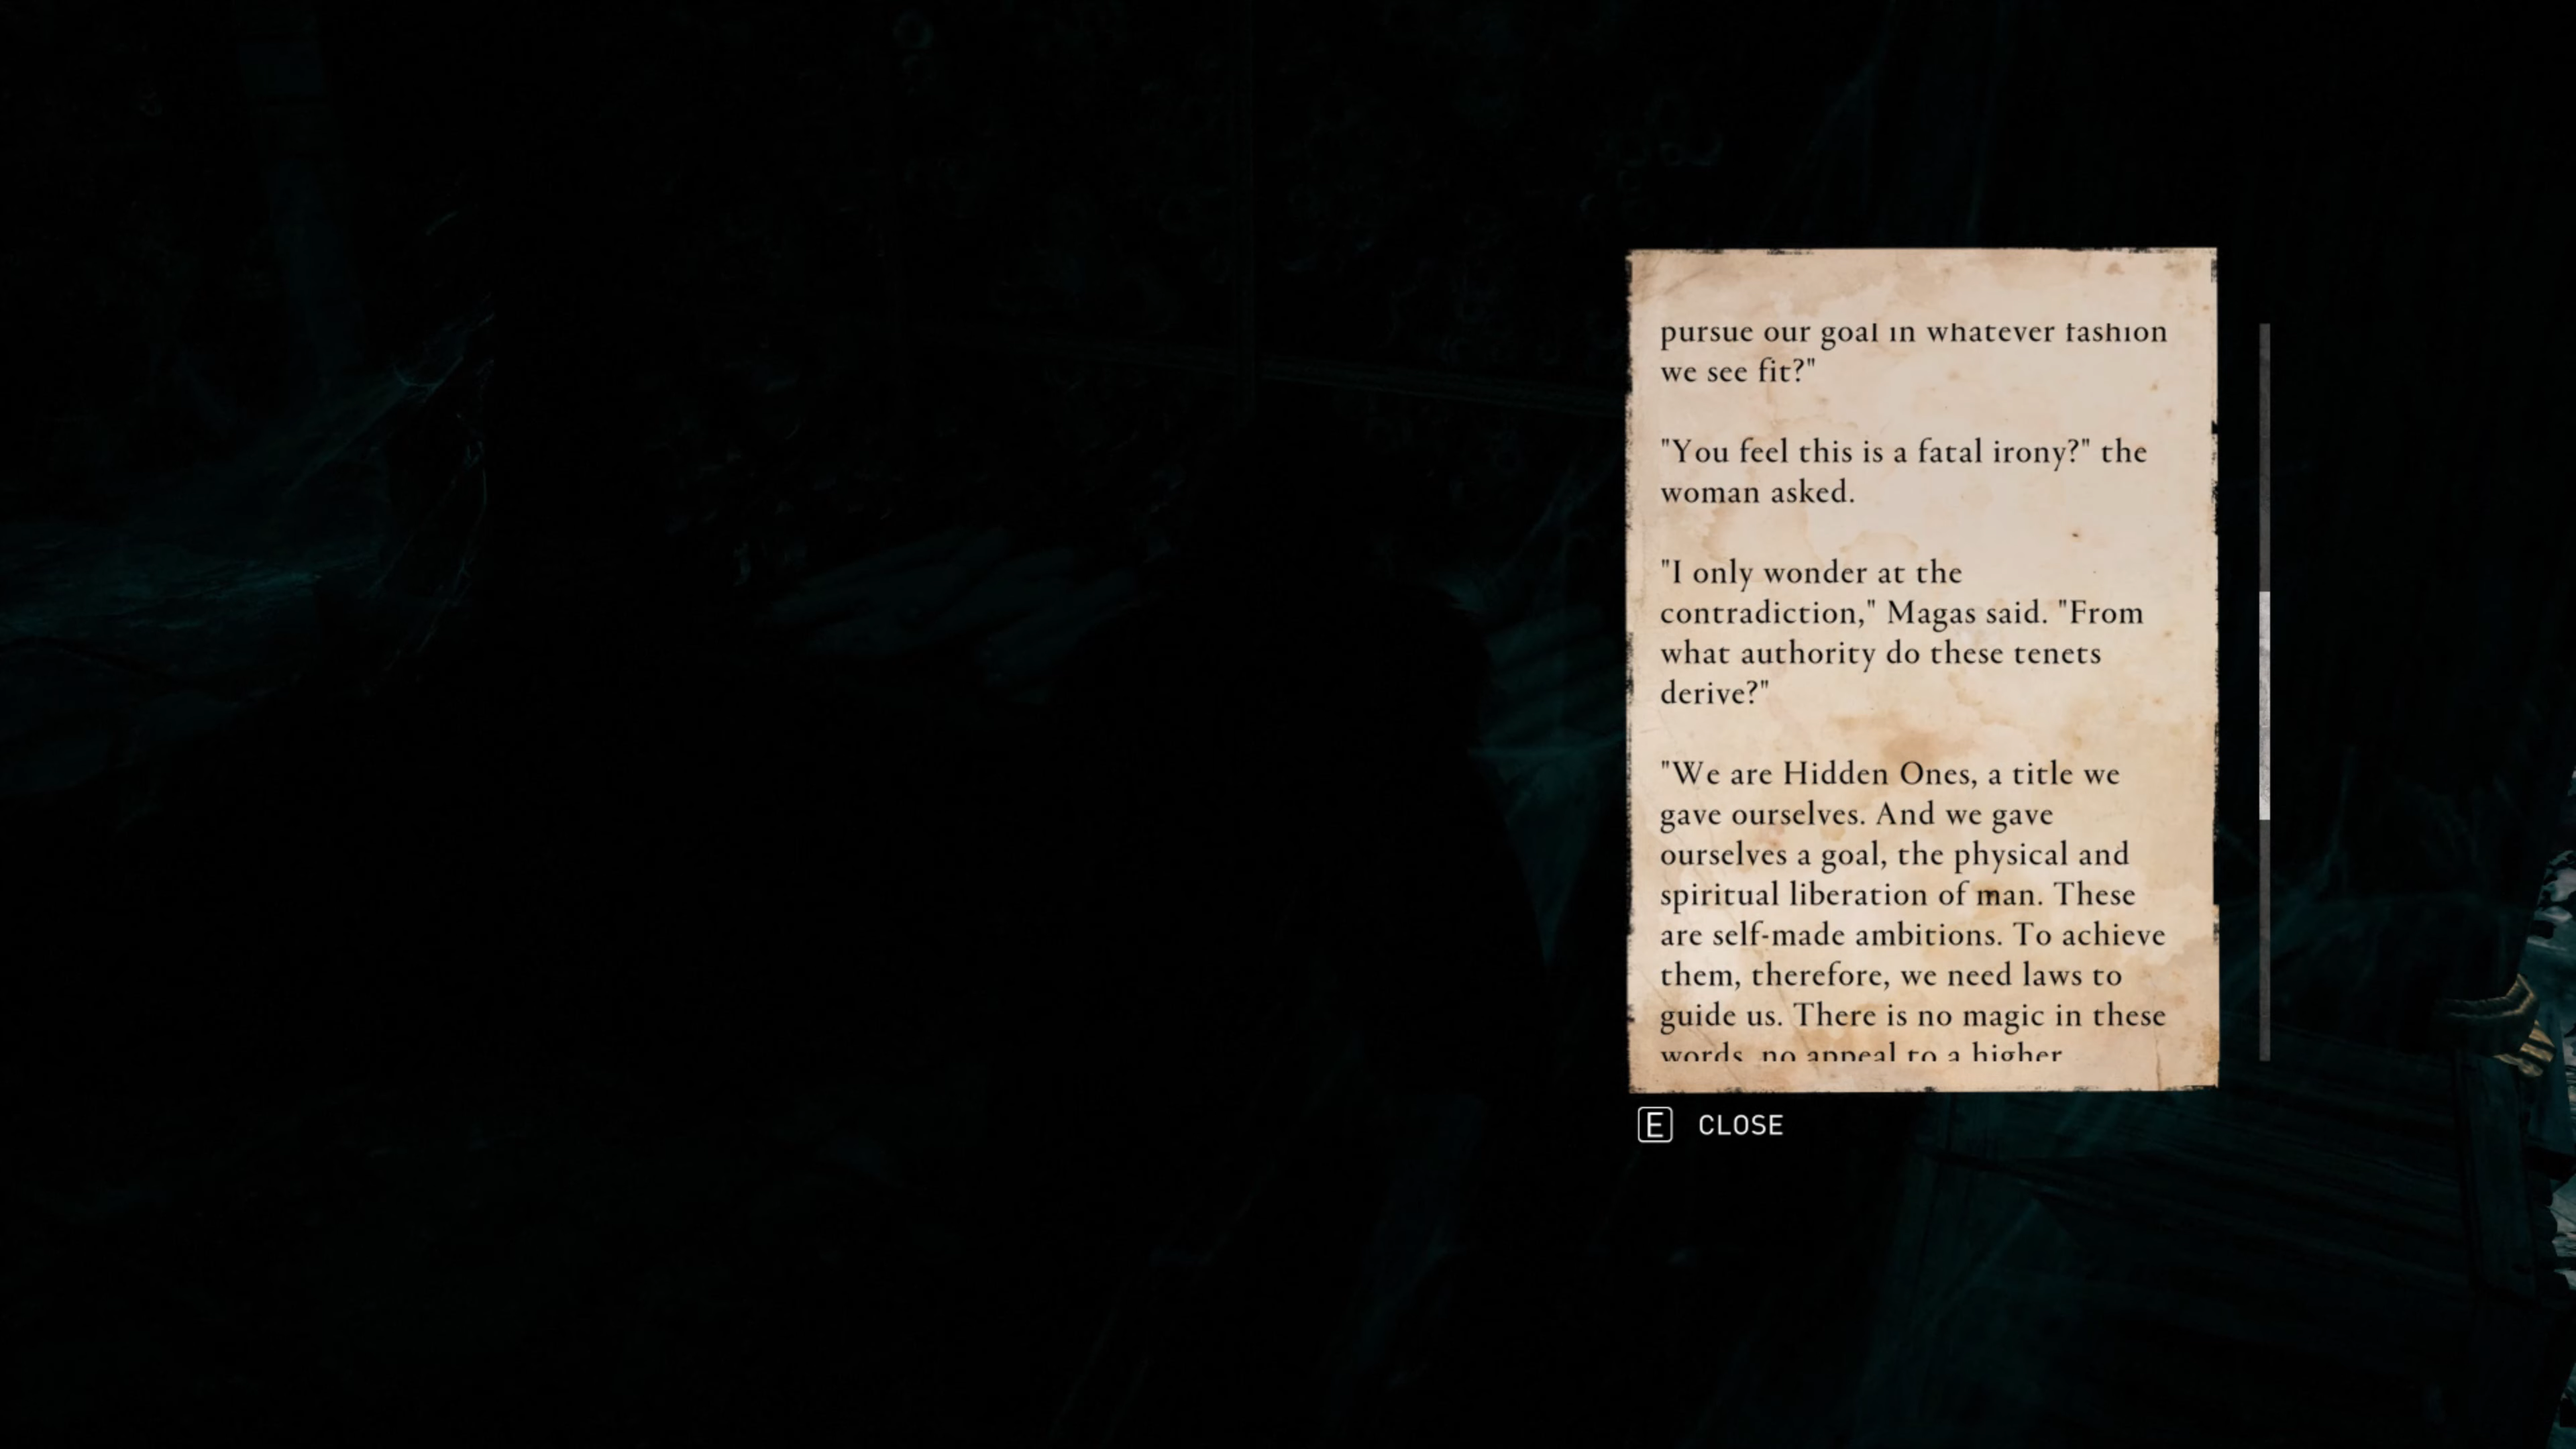 pursue our goal in whatever fashion
we see fit?"
"You feel this is a fatal irony?" the
woman asked.
"I only wonder at the
contradiction," Magas said. "From
what authority do these tenets
derive?"
"We are Hidden Ones, a title we
gave ourselves. And we gave
ourselves a goal, the physical and
spiritual liberation of man. These
are self-made ambitions. To achieve
them, therefore, we need laws to
guide us. There is no magic in these
words, no appeal to a higher
E CLOSE